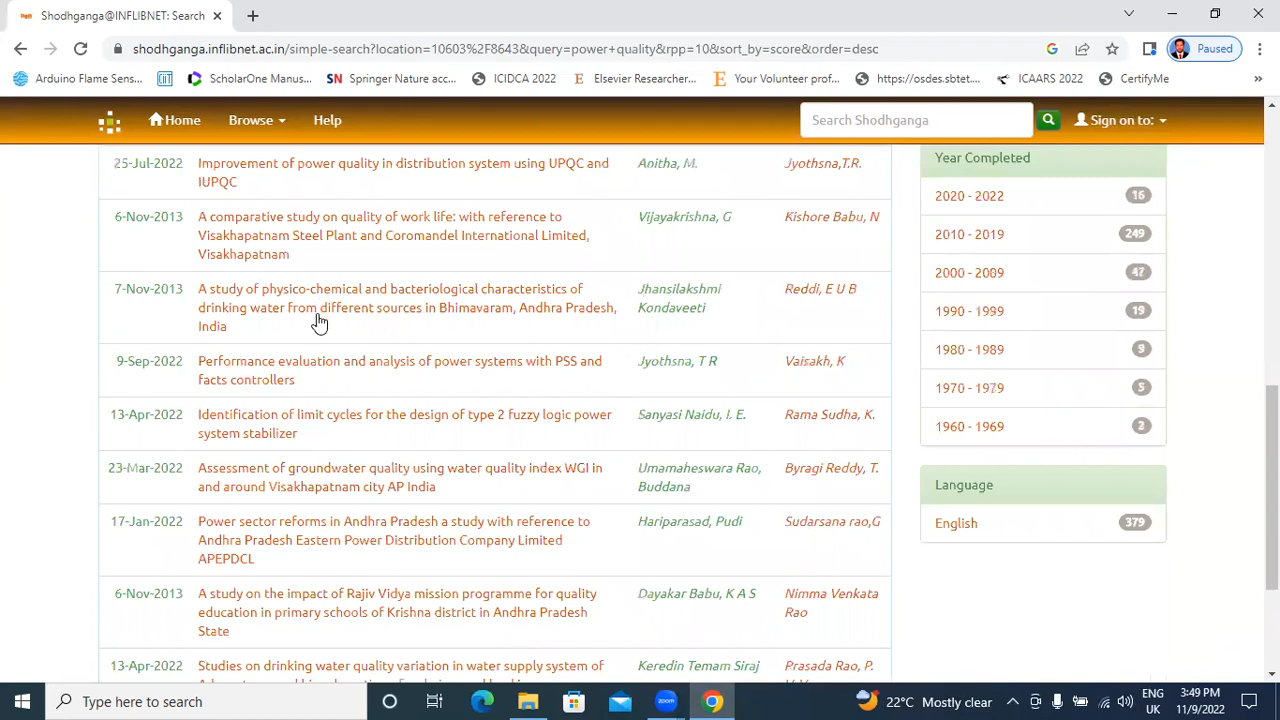 Shodhganga@INFLIBNET: Search
shodhganga.inflibnet.ac.in/simple-search?location=10603%2F8643&query=power+quality&rpp=10&sort_by=score&order=desc
Paused
Arduino Flame Sens...
ScholarOne Manus...
SN Springer Nature acc...
ICIDCA 2022
E Elsevier Researcher...
E Your Volunteer prof...
https://osdes.sbtet....
ICAARS 2022
CertifyMe
»
Home
Browse
Help
Search Shodhganga
Sign on to:
25-Jul-2022 Improvement of power quality in distribution system using UPQC and Anitha, M. Jyothsna,T.R.
IUPQC
6-Nov-2013 A comparative study on quality of work life: with reference to Vijayakrishna, G Kishore Babu, N
Visakhapatnam Steel Plant and Coromandel International Limited,
Visakhapatnam
7-Nov-2013 A study of physico-chemical and bacteriological characteristics of Jhansilakshmi Reddi, E U B
drinking water from different sources in Bhimavaram, Andhra Pradesh, Kondaveeti
India
9-Sep-2022 Performance evaluation and analysis of power systems with PSS and Jyothsna, T R Vaisakh, K
facts controllers
13-Apr-2022 Identification of limit cycles for the design of type 2 fuzzy logic power Sanyasi Naidu, I. E. Rama Sudha, K.
system stabilizer
23-Mar-2022 Assessment of groundwater quality using water quality index WGI in Umamaheswara Rao, Byragi Reddy, T.
and around Visakhapatnam city AP India Buddana
17-Jan-2022 Power sector reforms in Andhra Pradesh a study with reference to Hariparasad, Pudi Sudarsana rao,G
Andhra Pradesh Eastern Power Distribution Company Limited
APEPDCL
6-Nov-2013 A study on the impact of Rajiv Vidya mission programme for quality Dayakar Babu, K A S Nimma Venkata
education in primary schools of Krishna district in Andhra Pradesh Rao
State
13-Apr-2022 Studies on drinking water quality variation in water supply system of Keredin Temam Siraj Prasada Rao, P.
Year Completed
2020 - 2022 16
2010 - 2019 249
2000 - 2009 47
1990 - 1999 19
1980 - 1989
1970 - 1979 5
1960 - 1969 2
Language
English 379
Type here to search
zoom
22°C Mostly clear
ENG
UK
3:49 PM
11/9/2022